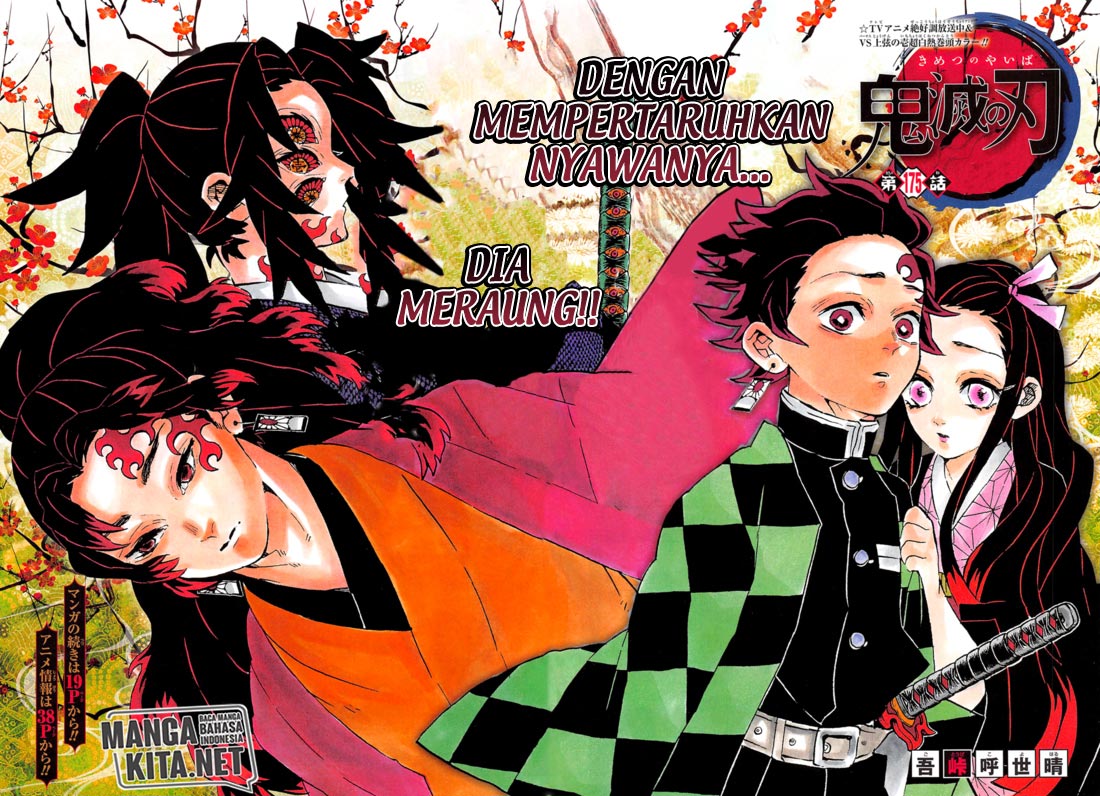 ☆TVアニメ絶好調放送中&
VS上弦の壱超白熱巻頭カラー!!
きめつのやいば
鬼滅の刃
第175話
DENGAN
MEMPERTARUHKAN
NYAWANYA...
DIA
MERAUNG!!
マンガの続きは19Pから!!
アニメ情報は38Pから!!
MANGA
BACA MANGA
BAHASA
INDONESIA
KITA.NET
吾峠呼世晴